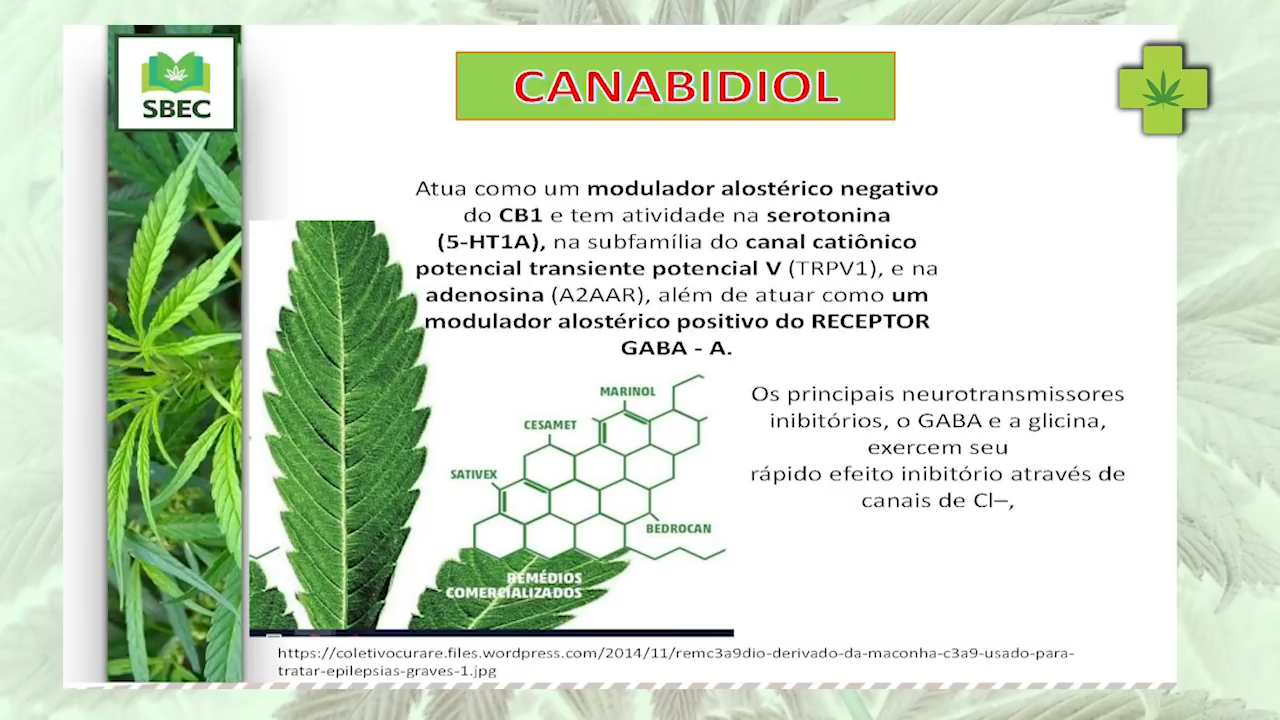 SBEC
CANABIDIOL
Atua como um modulador alostérico negativo
do CB1 e tem atividade na serotonina
(5-HT1A), na subfamília do canal catiônico
potencial transiente potencial V (TRPV1), e na
adenosina (A2AAR), além de atuar como um
modulador alostérico positivo do RECEPTOR
GABA - A.
MARINOL
CESAMET
SATIVEX
BEDROCAN
REMÉDIOS
COMERCIALIZADOS
Os principais neurotransmissores
inibitórios, o GABA e a glicina,
exercem seu
rápido efeito inibitório através de
canais de Cl–,
https://coletivocurare.files.wordpress.com/2014/11/remc3a9dio-derivado-da-maconha-c3a9-usado-para-
tratar-epilepsias-graves-1.jpg